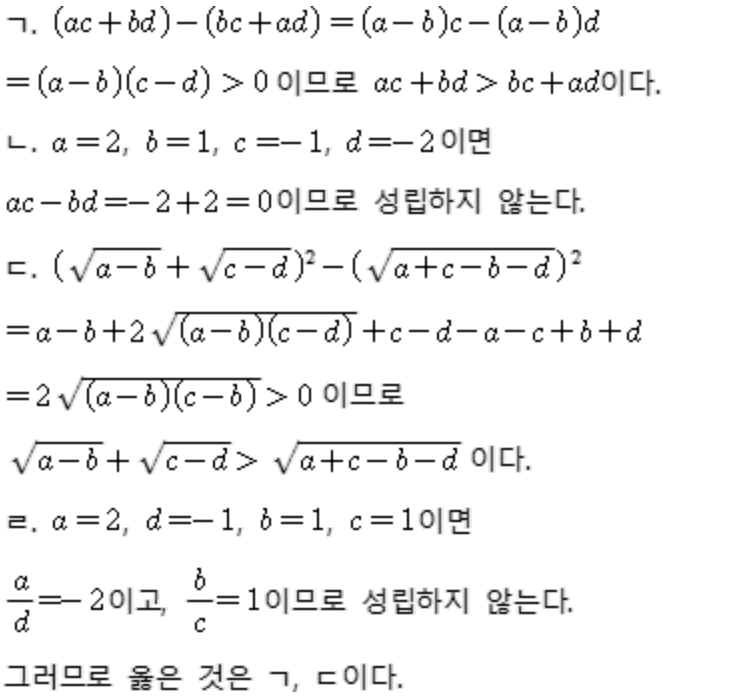 ㄱ. (ac+bd)-(bc+ad)=(a-b)c-(a-b)d
=(a-b)(c-d)>0 이므로 ac+bd>bc+ad이다.
ㄴ. a=2, b=1, c=-1, d=-2이면
ac-bd=-2+2=0이므로 성립하지 않는다.
ㄷ. (√(a-b)+√(c-d))²-(√(a+c-b-d))²
=a-b+2√((a-b)(c-d))+c-d-a-c+b+d
=2√((a-b)(c-b))>0 이므로
√(a-b)+√(c-d)>√(a+c-b-d) 이다.
ㄹ. a=2, d=-1, b=1, c=1이면
a/d=-2이고, b/c=1이므로 성립하지 않는다.
그러므로 옳은 것은 ㄱ, ㄷ이다.